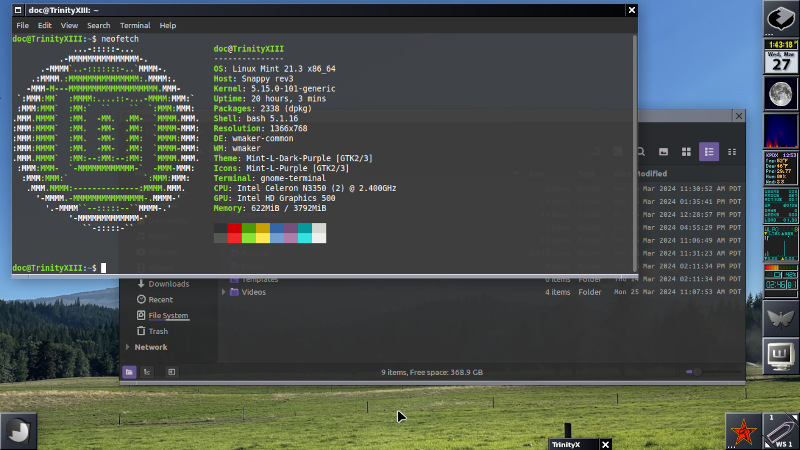 doc@TrinityXIII: ~
File Edit View Search Terminal Help
doc@TrinityXIII:~$ neofetch
doc@TrinityXIII
---------------
OS: Linux Mint 21.3 x86_64
Host: Snappy rev3
Kernel: 5.15.0-101-generic
Uptime: 20 hours, 3 mins
Packages: 2338 (dpkg)
Shell: bash 5.1.16
Resolution: 1366x768
DE: wmaker-common
WM: wmaker
Theme: Mint-L-Dark-Purple [GTK2/3]
Icons: Mint-L-Purple [GTK2/3]
Terminal: gnome-terminal
CPU: Intel Celeron N3350 (2) @ 2.400GHz
GPU: Intel HD Graphics 500
Memory: 622MiB / 3792MiB
doc@TrinityXIII:~$
Modified
Mar 2024 11:30:52 AM PDT
Mar 2024 01:35:41 PM PDT
Mar 2024 12:28:57 PM PDT
Mar 2024 04:55:29 PM PDT
Mar 2024 11:06:49 AM PDT
Mar 2024 11:31:23 AM PDT
Mar 2024 02:11:34 PM PDT
Templates 0 items Folder Mar 2024 02:11:34 PM PDT
Videos 4 items Folder Mon 25 Mar 2024 11:07:53 AM PDT
Downloads
Recent
File System
Trash
Network
9 items, Free space: 368.9 GB
1:43:18
Wed, Mar
27
KPDX
42%
02:46
TrinityX
1
WS 1